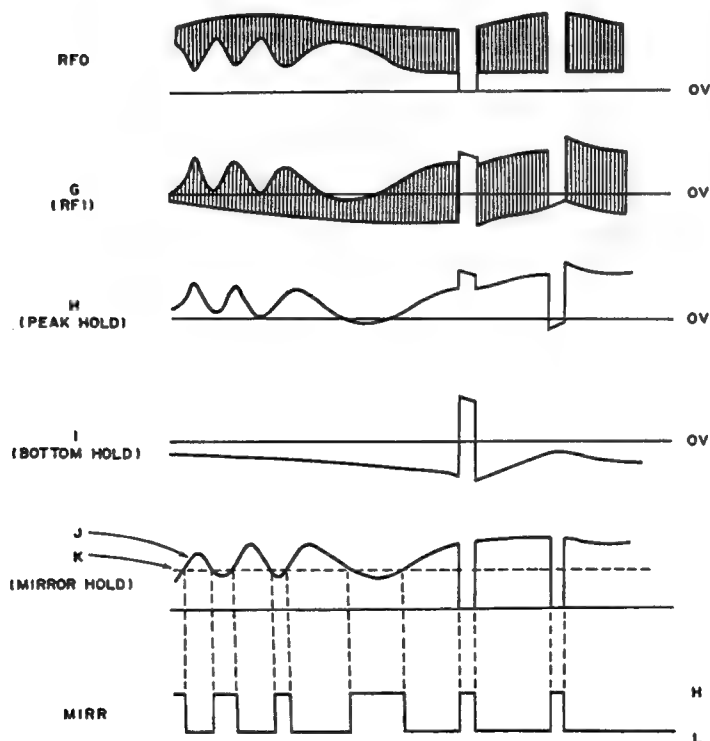 RFO
OV
G
(RF1)
OV
H
(PEAK HOLD)
OV
I
(BOTTOM HOLD)
OV
J
K
(MIRROR HOLD)
MIRR
H
L